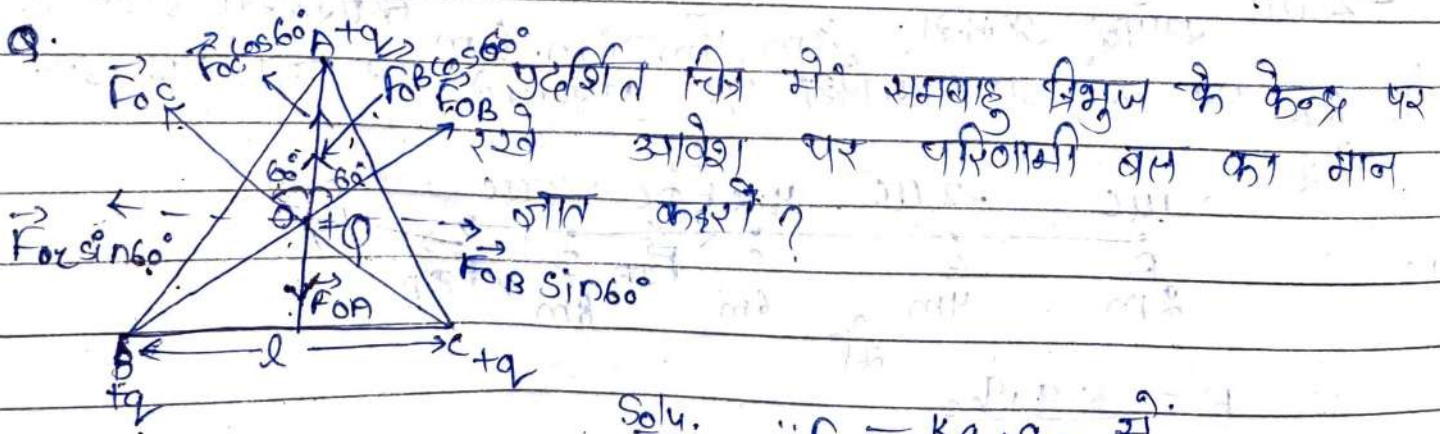 Q.
F⃗oc cos60° A +q F⃗oB cos60°
F⃗oc F⃗OB प्रदर्शित चित्र में समबाहु त्रिभुज के केन्द्र पर
60° 60° रखे आवेश पर परिणामी बल का मान
O +Q ज्ञात करो ?
F⃗oc sin60° F⃗OB Sin60°
F⃗OA
B l C +q
+q
Solu.